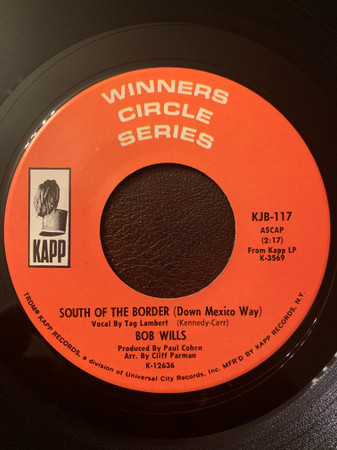 WINNERS
CIRCLE
SERIES
KAPP
KJB-117
ASCAP
(2:17)
From Kapp LP
K-3569
SOUTH OF THE BORDER (Down Mexico Way)
Vocal By Tag Lambert (Kennedy-Carr)
BOB WILLS
Produced By Paul Cohen
Arr. By Cliff Parman
K-12636
TRDM® KAPP RECORDS, a division of Universal City Records, Inc. MFR'D BY KAPP RECORDS, N.Y.